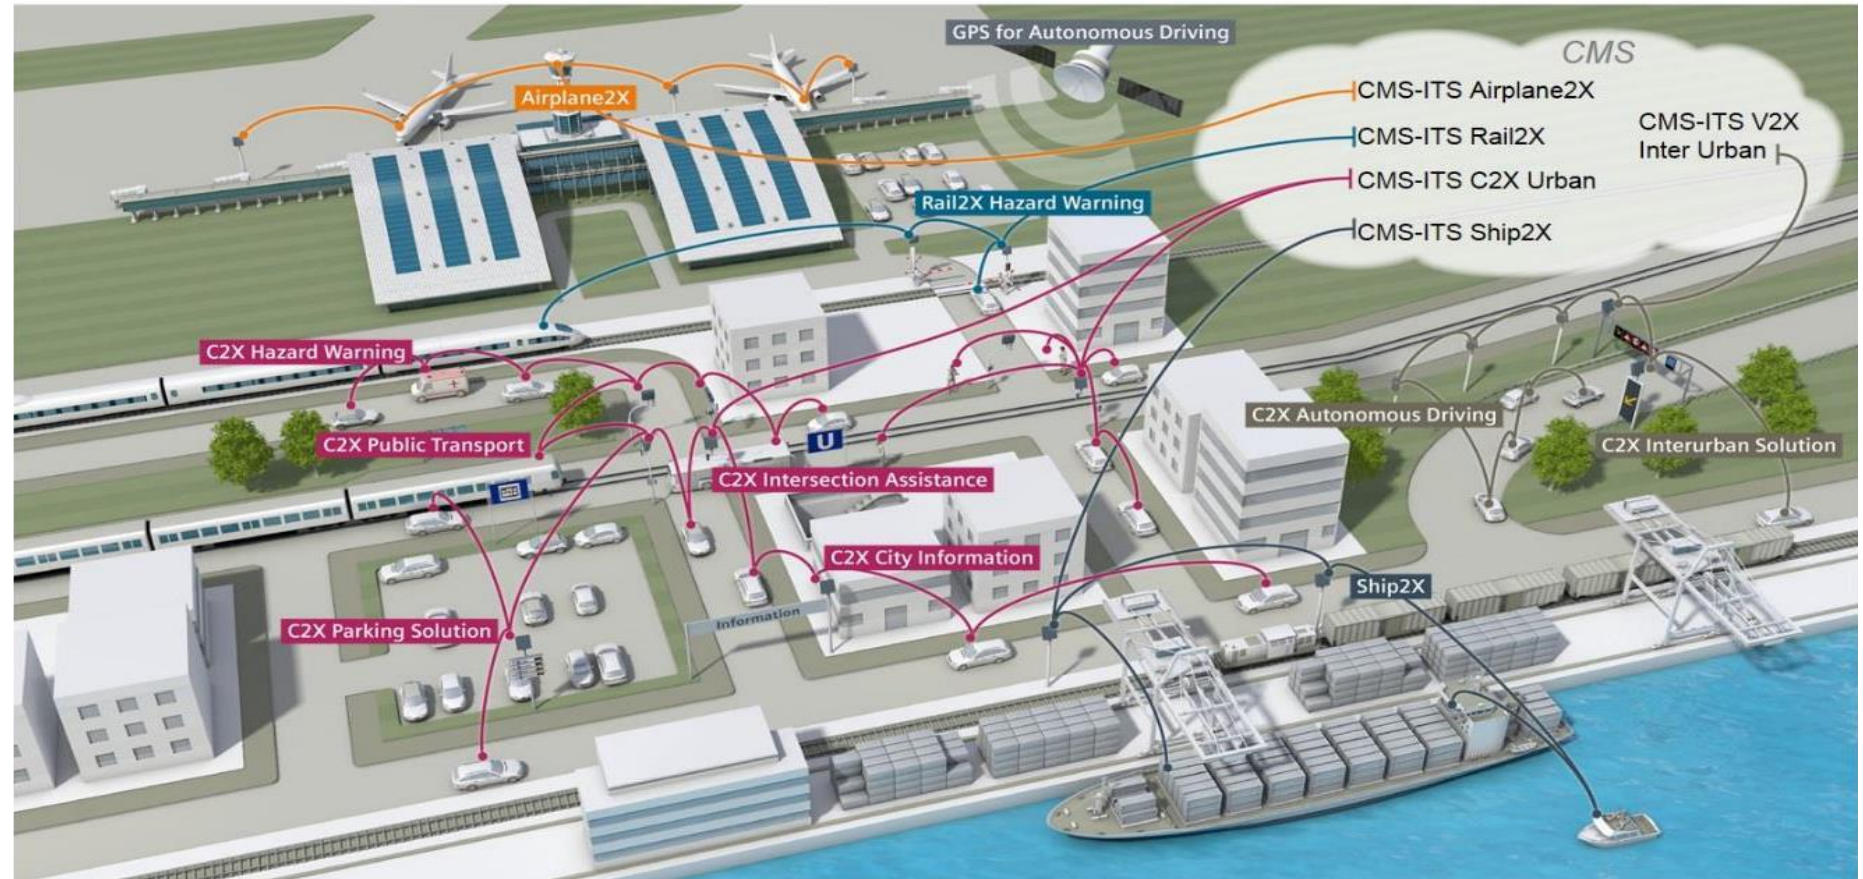 GPS for Autonomous Driving
CMS
Airplane2X
CMS-ITS Airplane2X
CMS-ITS Rail2X
CMS-ITS V2X
Inter Urban
CMS-ITS C2X Urban
Rail2X Hazard Warning
CMS-ITS Ship2X
C2X Hazard Warning
C2X Autonomous Driving
C2X Public Transport
U
C2X Interurban Solution
C2X Intersection Assistance
C2X City Information
Ship2X
Information
C2X Parking Solution